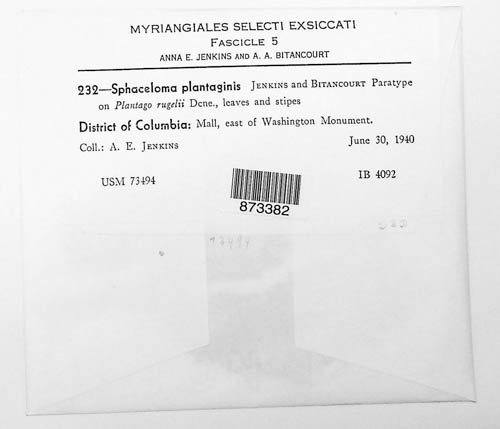 MYRIANGIALES SELECTI EXSICCATI
FASCICLE 5
ANNA E. JENKINS AND A. A. BITANCOURT
232—Sphaceloma plantaginis JENKINS and BITANCOURT Paratype
on Plantago rugelii Dcne., leaves and stipes
District of Columbia: Mall, east of Washington Monument.
Coll.: A. E. JENKINS June 30, 1940
USM 73494 IB 4092
873382